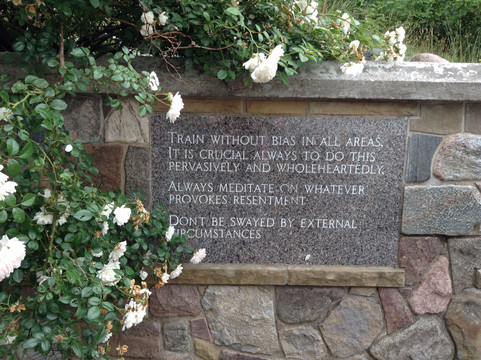 TRAIN WITHOUT BIAS IN ALL AREAS.
IT IS CRUCIAL ALWAYS TO DO THIS
PERVASIVELY AND WHOLEHEARTEDLY.
ALWAYS MEDITATE ON WHATEVER
PROVOKES RESENTMENT.
DON'T BE SWAYED BY EXTERNAL
CIRCUMSTANCES